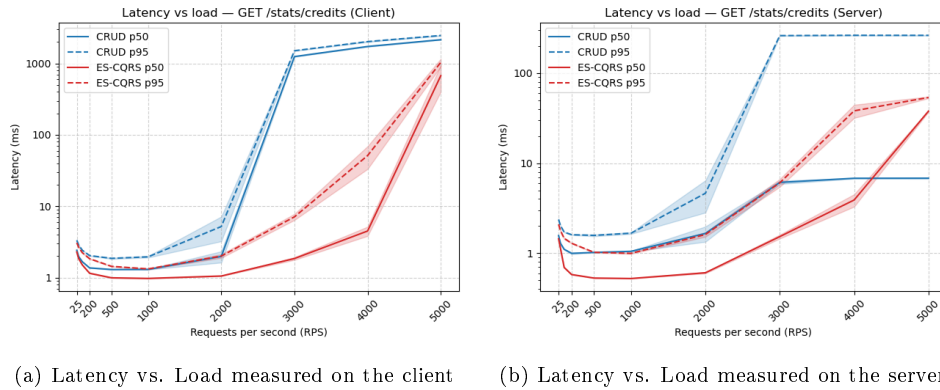 Latency vs load — GET /stats/credits (Client)
CRUD p50
CRUD p95
ES-CQRS p50
ES-CQRS p95
Latency (ms)
1000
100
10
1
25
200
500
1000
2000
3000
4000
5000
Requests per second (RPS)
(a) Latency vs. Load measured on the client
Latency vs load — GET /stats/credits (Server)
CRUD p50
CRUD p95
ES-CQRS p50
ES-CQRS p95
Latency (ms)
100
10
1
25
200
500
1000
2000
3000
4000
5000
Requests per second (RPS)
(b) Latency vs. Load measured on the server